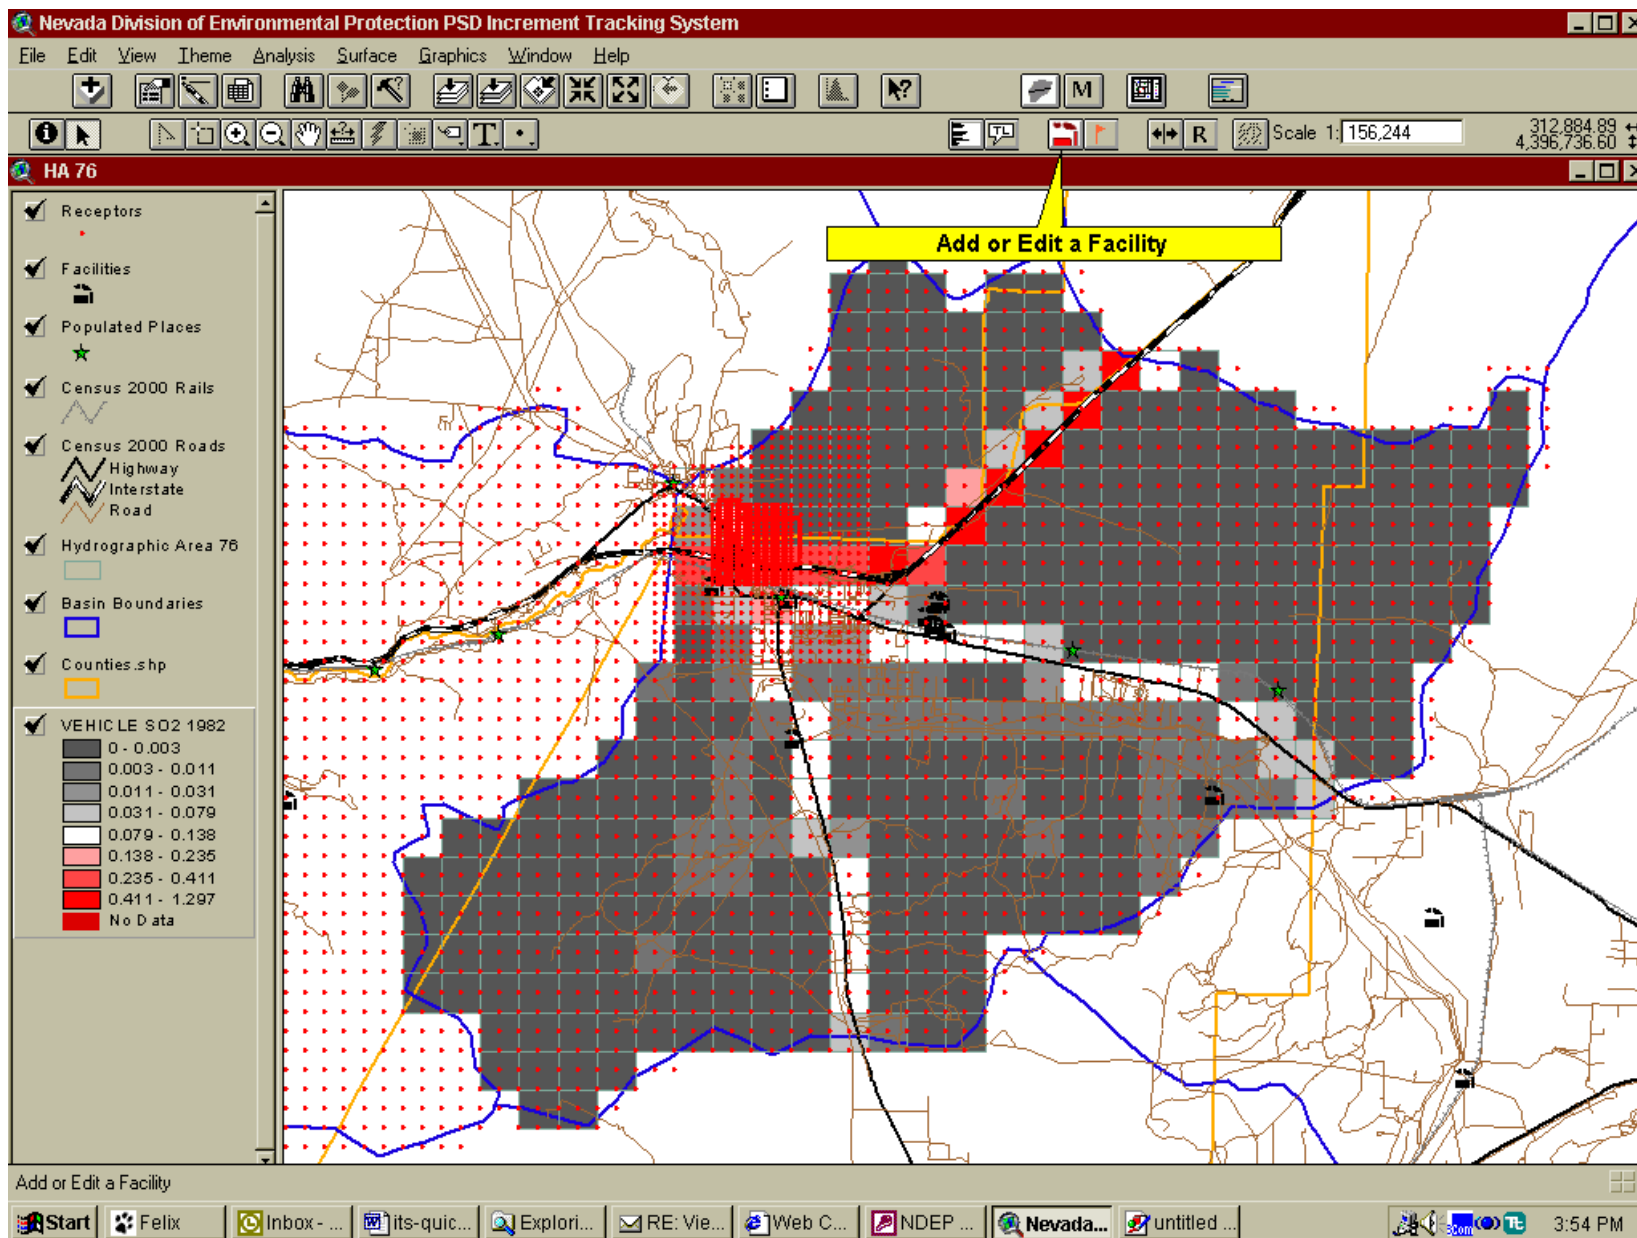 Nevada Division of Environmental Protection PSD Increment Tracking System
File Edit View Theme Analysis Surface Graphics Window Help
M
T R Scale 1: 156,244 312,884.89
4,396,736.60
HA 76
Add or Edit a Facility
Receptors
Facilities
Populated Places
Census 2000 Rails
Census 2000 Roads
Highway
Interstate
Road
Hydrographic Area 76
Basin Boundaries
Counties.shp
VEHICLE SO2 1982
0 - 0.003
0.003 - 0.011
0.011 - 0.031
0.031 - 0.079
0.079 - 0.138
0.138 - 0.235
0.235 - 0.411
0.411 - 1.297
No Data
Add or Edit a Facility
Start Felix Inbox - ... its-quic... Explori... RE: Vie... Web C... NDEP ... Nevada... untitled ... 3:54 PM